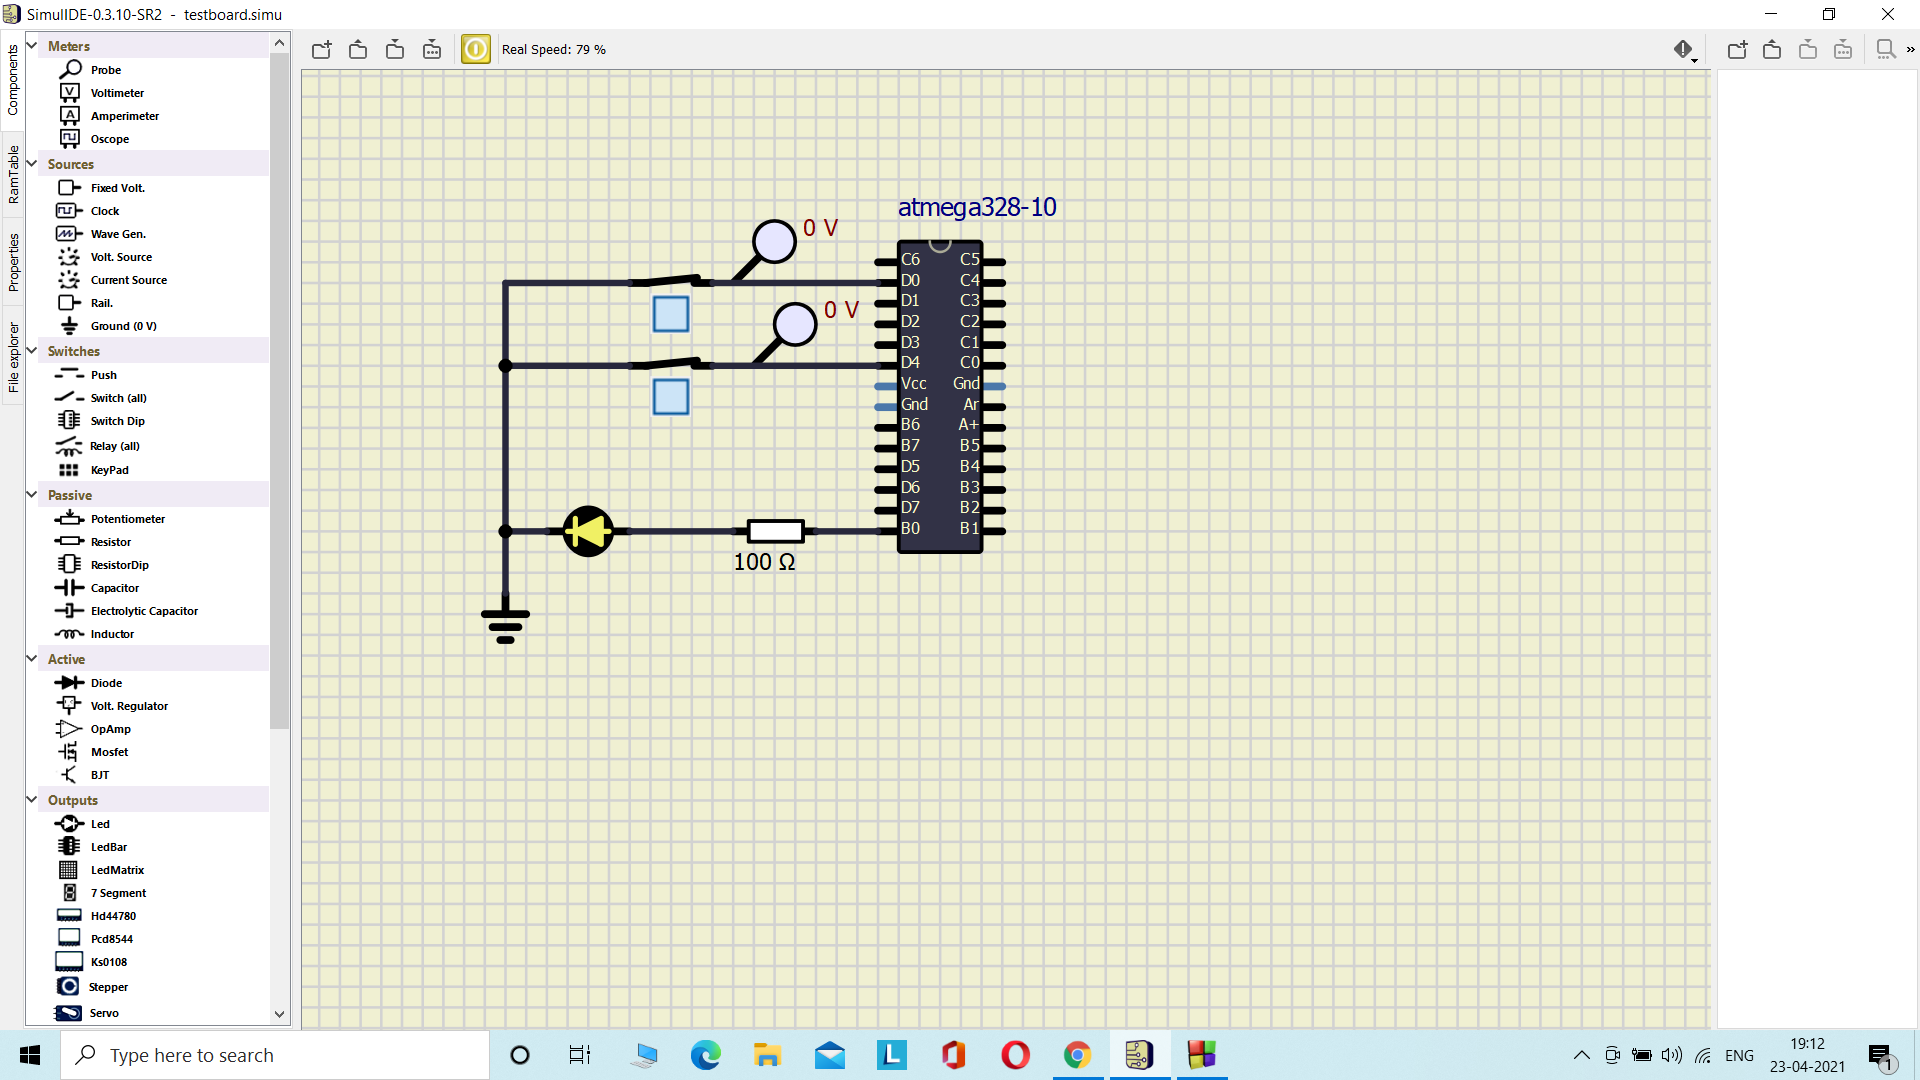 SimulIDE-0.3.10-SR2 - testboard.simu
Components
RamTable
Properties
File explorer
Meters
Probe
Voltimeter
Amperimeter
Oscope
Sources
Fixed Volt.
Clock
Wave Gen.
Volt. Source
Current Source
Rail.
Ground (0 V)
Switches
Push
Switch (all)
Switch Dip
Relay (all)
KeyPad
Passive
Potentiometer
Resistor
ResistorDip
Capacitor
Electrolytic Capacitor
Inductor
Active
Diode
Volt. Regulator
OpAmp
Mosfet
BJT
Outputs
Led
LedBar
LedMatrix
7 Segment
Hd44780
Pcd8544
Ks0108
Stepper
Servo
Real Speed: 79 %
»
atmega328-10
0 V
0 V
C6 C5
D0 C4
D1 C3
D2 C2
D3 C1
D4 C0
Vcc Gnd
Gnd Ar
B6 A+
B7 B5
D5 B4
D6 B3
D7 B2
B0 B1
100 Ω
Type here to search
L
ENG
19:12
23-04-2021
1